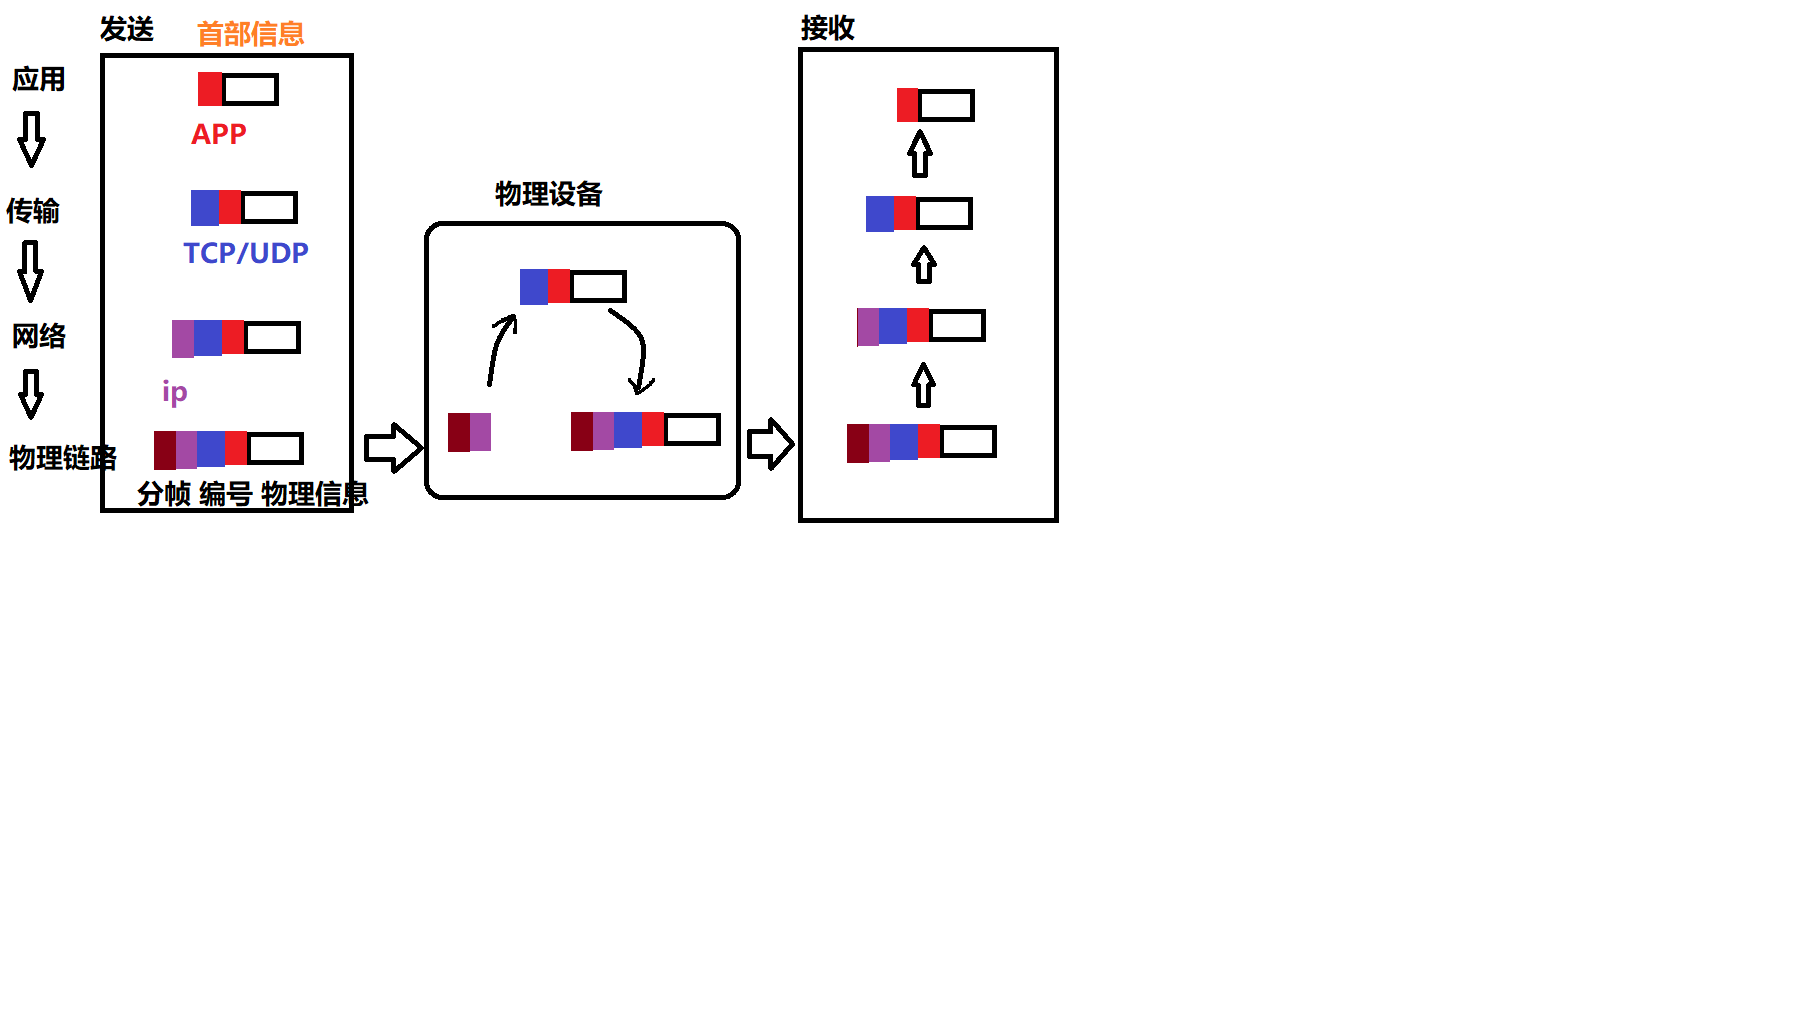 发送
首部信息
接收
应用
APP
物理设备
传输
TCP/UDP
网络
ip
物理链路
分帧 编号 物理信息